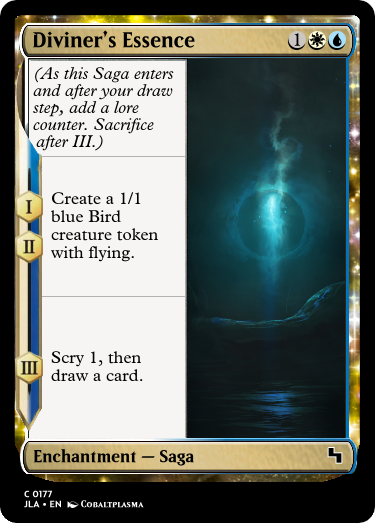 Diviner's Essence 1
(As this Saga enters
and after your draw
step, add a lore
counter. Sacrifice
after III.)
I
II
Create a 1/1
blue Bird
creature token
with flying.
III
Scry 1, then
draw a card.
Enchantment — Saga
C 0177
JLA • EN Cobaltplasma